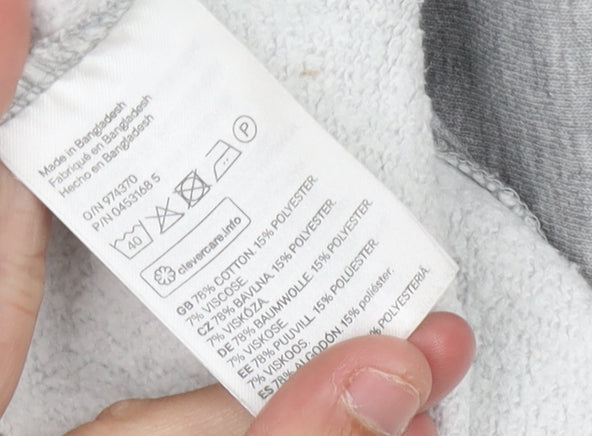 Made in Bangladesh
Fabriqué en Bangladesh
Hecho en Bangladesh
O/N 974370
P/N 0453168 5
40
P
clevercare.info
GB 78% COTTON. 15% POLYESTER.
7% VISCOSE
CZ 78% BAVLNA. 15% POLYESTER.
7% VISKÓZA
DE 78% BAUMWOLLE. 15% POLYESTER.
7% VISKOSE
EE 78% PUUVILL. 15% POLÜESTER.
7% VISKOOS.
ES 78% ALGODÓN. 15% poliéster.
% POLYESTERIÄ.